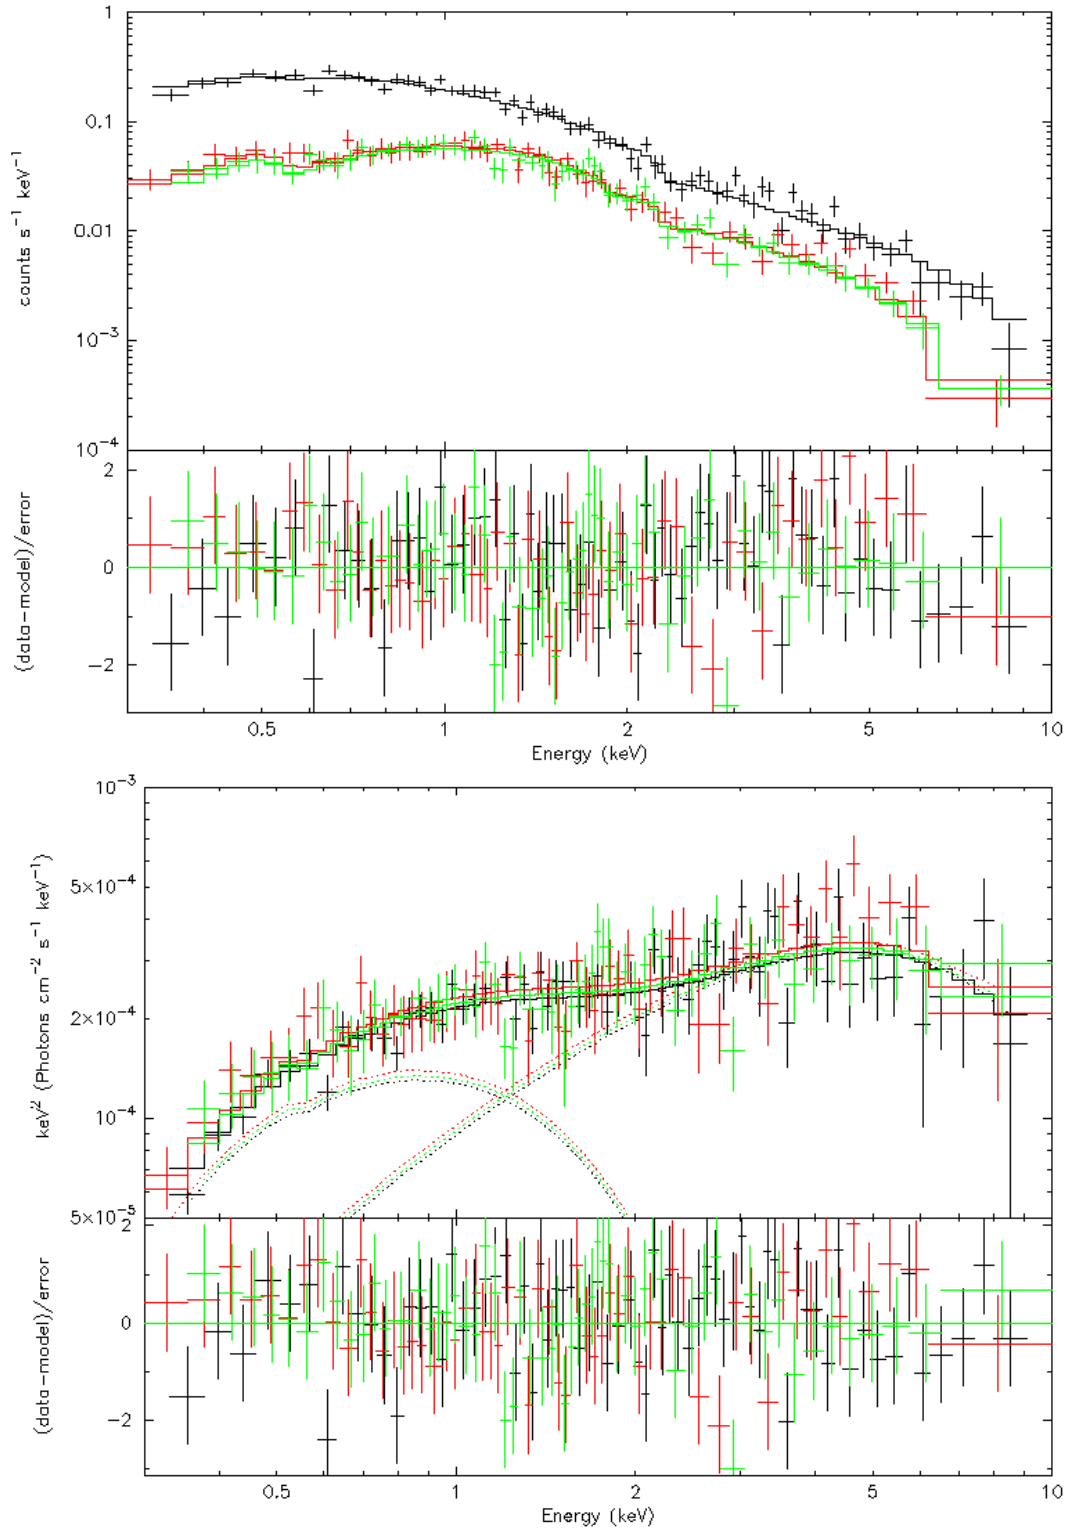 1
0.1
0.01
10⁻³
10⁻⁴
counts s⁻¹ keV⁻¹
2
0
−2
(data−model)/error
0.5 1 2 5 10
Energy (keV)
10⁻³
5×10⁻⁴
2×10⁻⁴
10⁻⁴
5×10⁻⁵
keV² (Photons cm⁻² s⁻¹ keV⁻¹)
2
0
−2
(data−model)/error
0.5 1 2 5 10
Energy (keV)